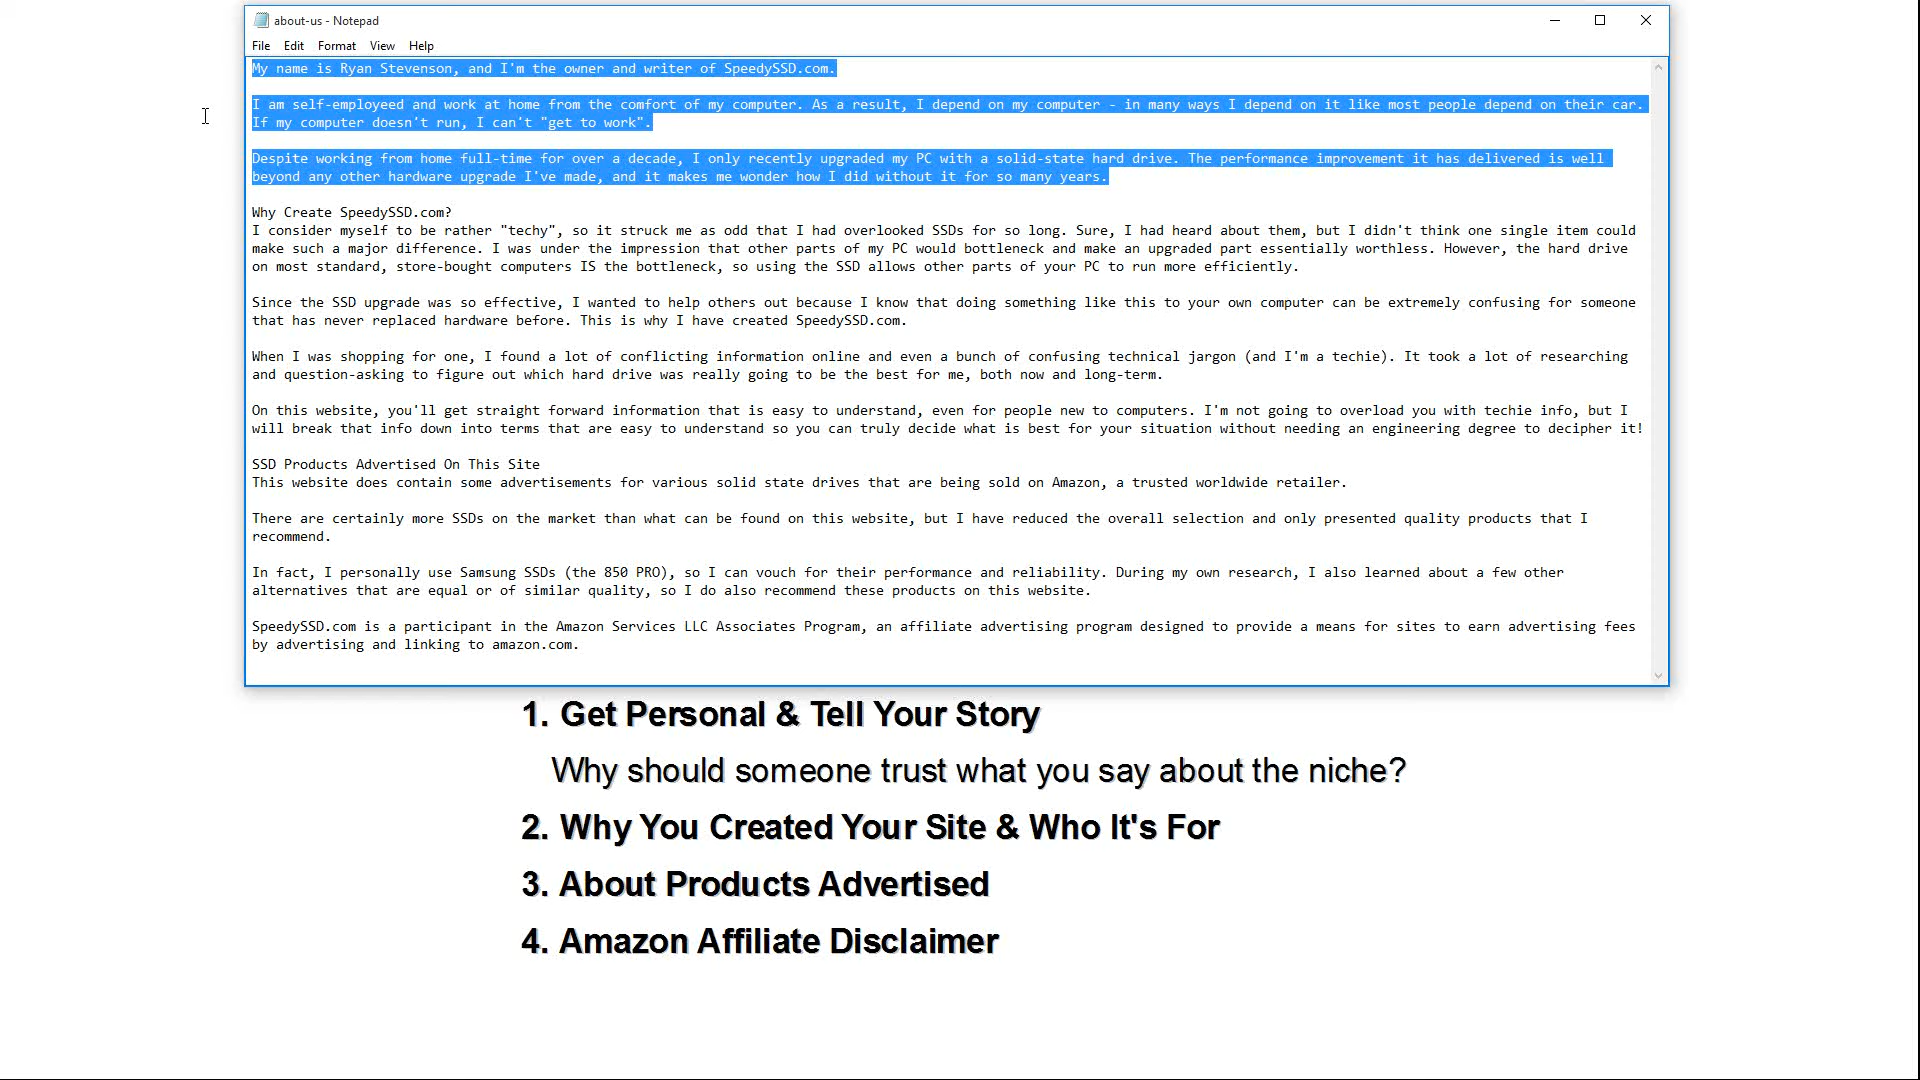 about-us - Notepad
File Edit Format View Help
My name is Ryan Stevenson, and I'm the owner and writer of SpeedySSD.com.
I am self-employeed and work at home from the comfort of my computer. As a result, I depend on my computer - in many ways I depend on it like most people depend on their car.
If my computer doesn't run, I can't "get to work".
Despite working from home full-time for over a decade, I only recently upgraded my PC with a solid-state hard drive. The performance improvement it has delivered is well
beyond any other hardware upgrade I've made, and it makes me wonder how I did without it for so many years.
Why Create SpeedySSD.com?
I consider myself to be rather "techy", so it struck me as odd that I had overlooked SSDs for so long. Sure, I had heard about them, but I didn't think one single item could
make such a major difference. I was under the impression that other parts of my PC would bottleneck and make an upgraded part essentially worthless. However, the hard drive
on most standard, store-bought computers IS the bottleneck, so using the SSD allows other parts of your PC to run more efficiently.
Since the SSD upgrade was so effective, I wanted to help others out because I know that doing something like this to your own computer can be extremely confusing for someone
that has never replaced hardware before. This is why I have created SpeedySSD.com.
When I was shopping for one, I found a lot of conflicting information online and even a bunch of confusing technical jargon (and I'm a techie). It took a lot of researching
and question-asking to figure out which hard drive was really going to be the best for me, both now and long-term.
On this website, you'll get straight forward information that is easy to understand, even for people new to computers. I'm not going to overload you with techie info, but I
will break that info down into terms that are easy to understand so you can truly decide what is best for your situation without needing an engineering degree to decipher it!
SSD Products Advertised On This Site
This website does contain some advertisements for various solid state drives that are being sold on Amazon, a trusted worldwide retailer.
There are certainly more SSDs on the market than what can be found on this website, but I have reduced the overall selection and only presented quality products that I
recommend.
In fact, I personally use Samsung SSDs (the 850 PRO), so I can vouch for their performance and reliability. During my own research, I also learned about a few other
alternatives that are equal or of similar quality, so I do also recommend these products on this website.
SpeedySSD.com is a participant in the Amazon Services LLC Associates Program, an affiliate advertising program designed to provide a means for sites to earn advertising fees
by advertising and linking to amazon.com.
1. Get Personal & Tell Your Story
Why should someone trust what you say about the niche?
2. Why You Created Your Site & Who It's For
3. About Products Advertised
4. Amazon Affiliate Disclaimer